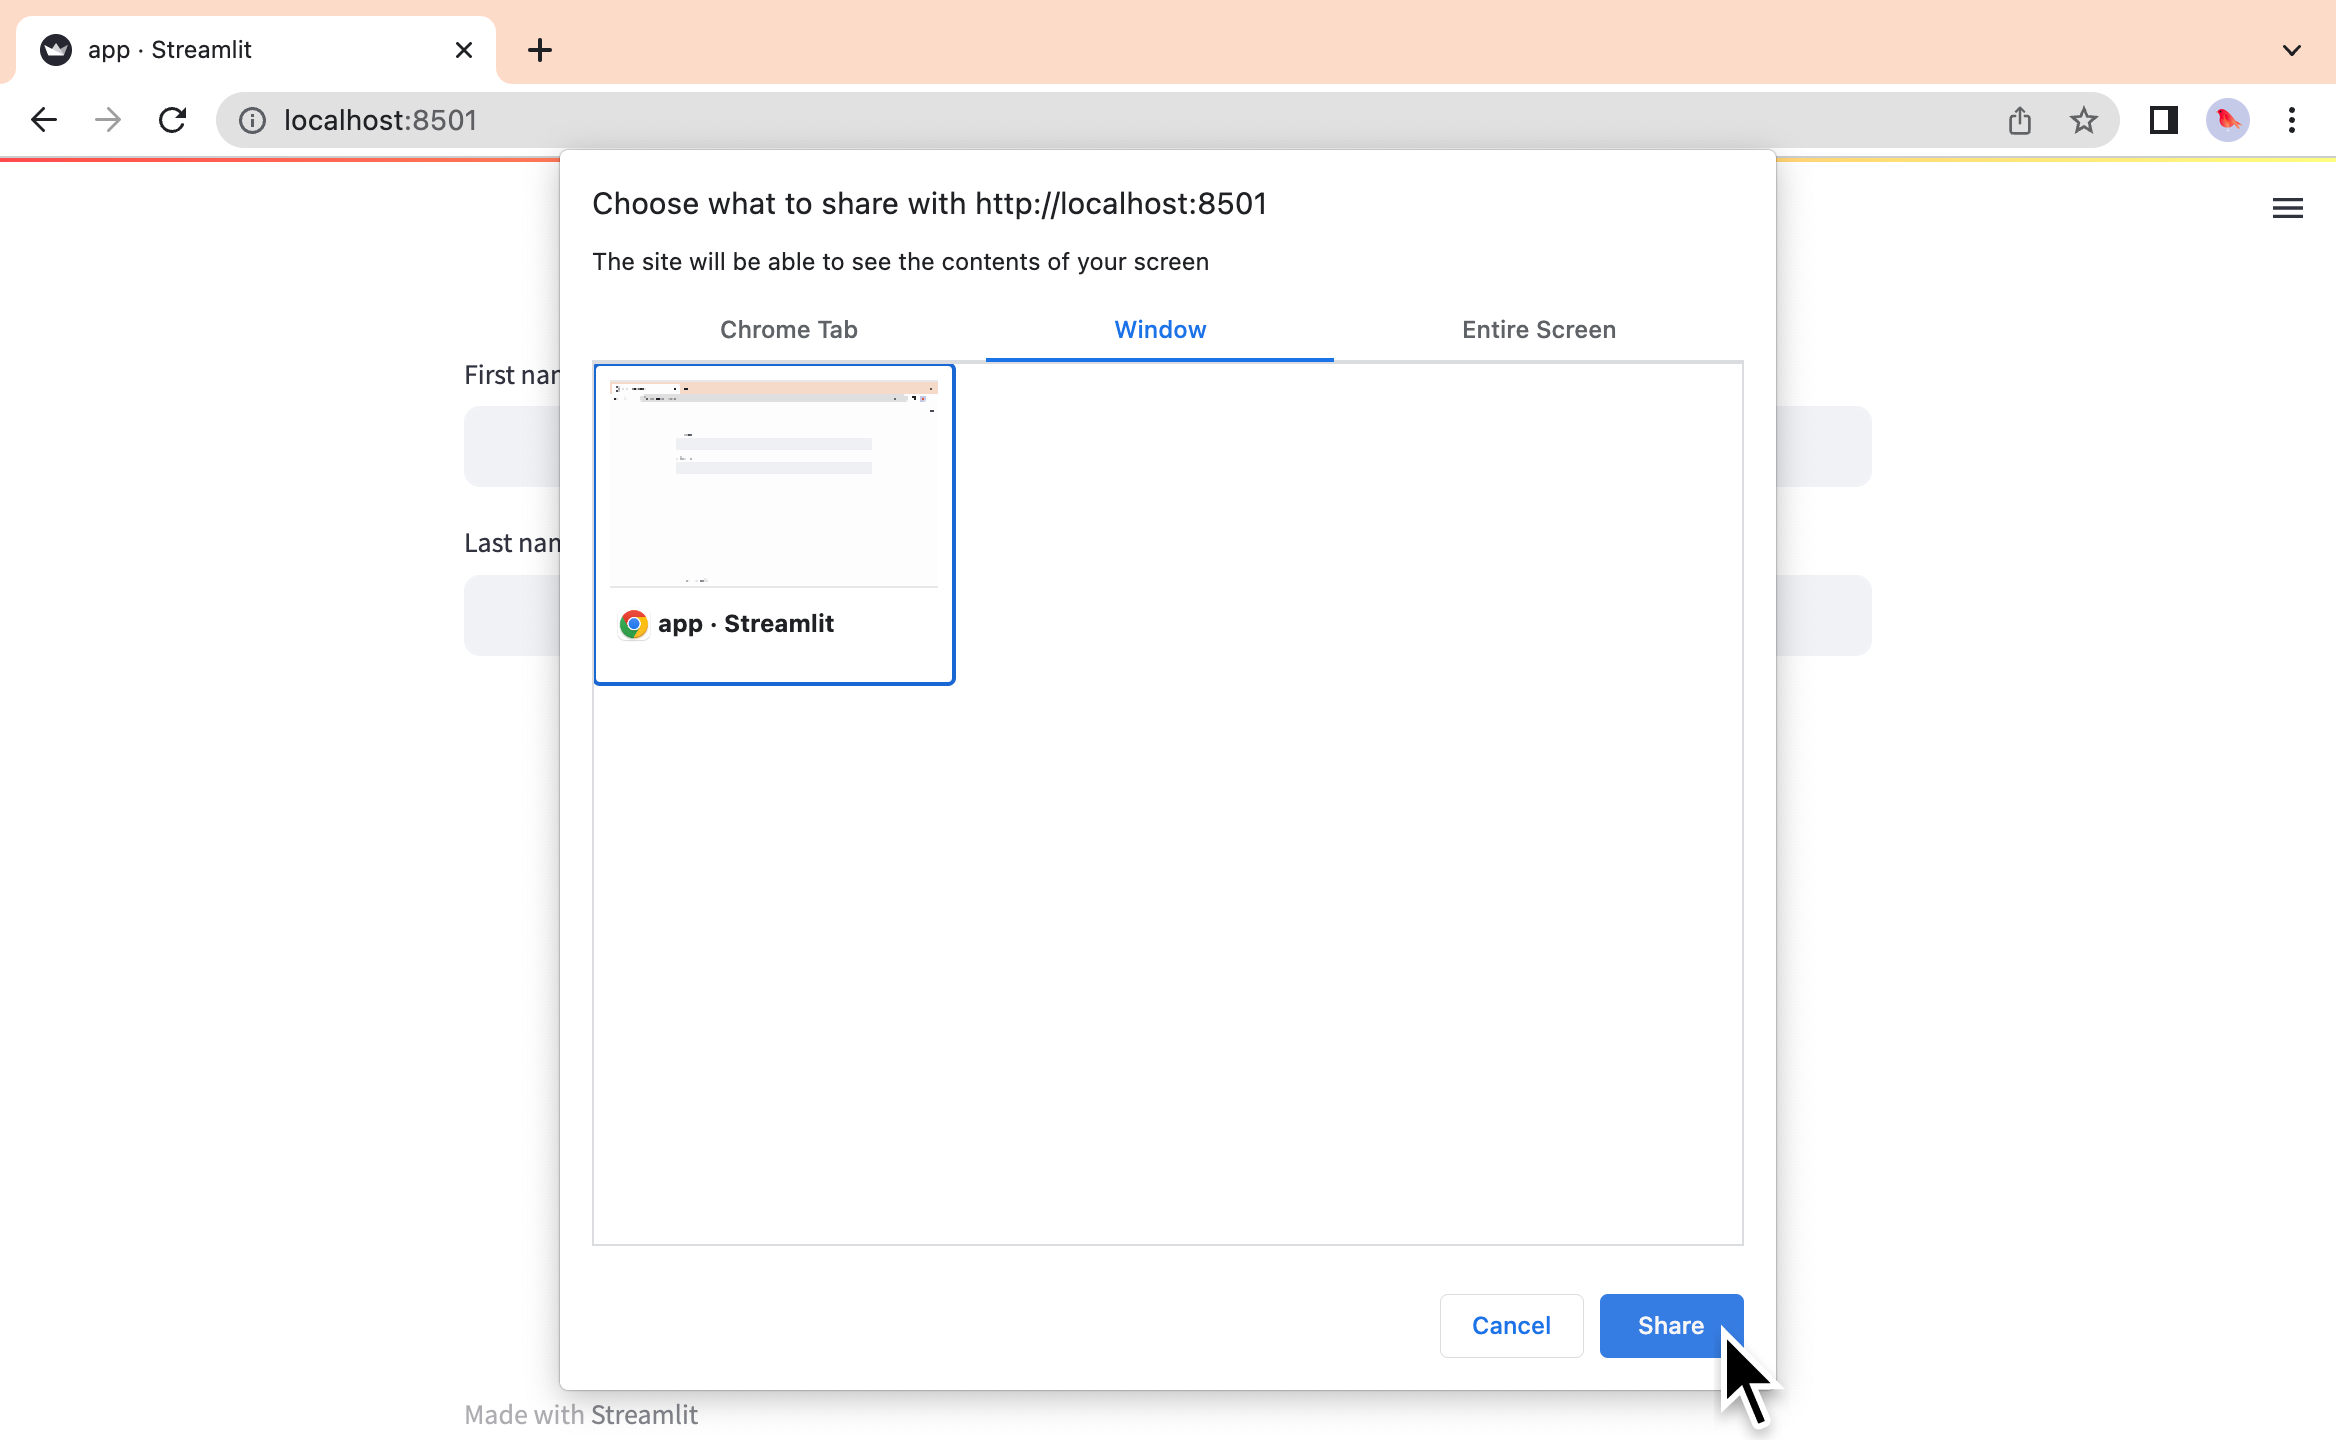 app · Streamlit
localhost:8501
Choose what to share with http://localhost:8501
The site will be able to see the contents of your screen
Chrome Tab Window Entire Screen
First nar
Last nan
app · Streamlit
Cancel Share
Made with Streamlit